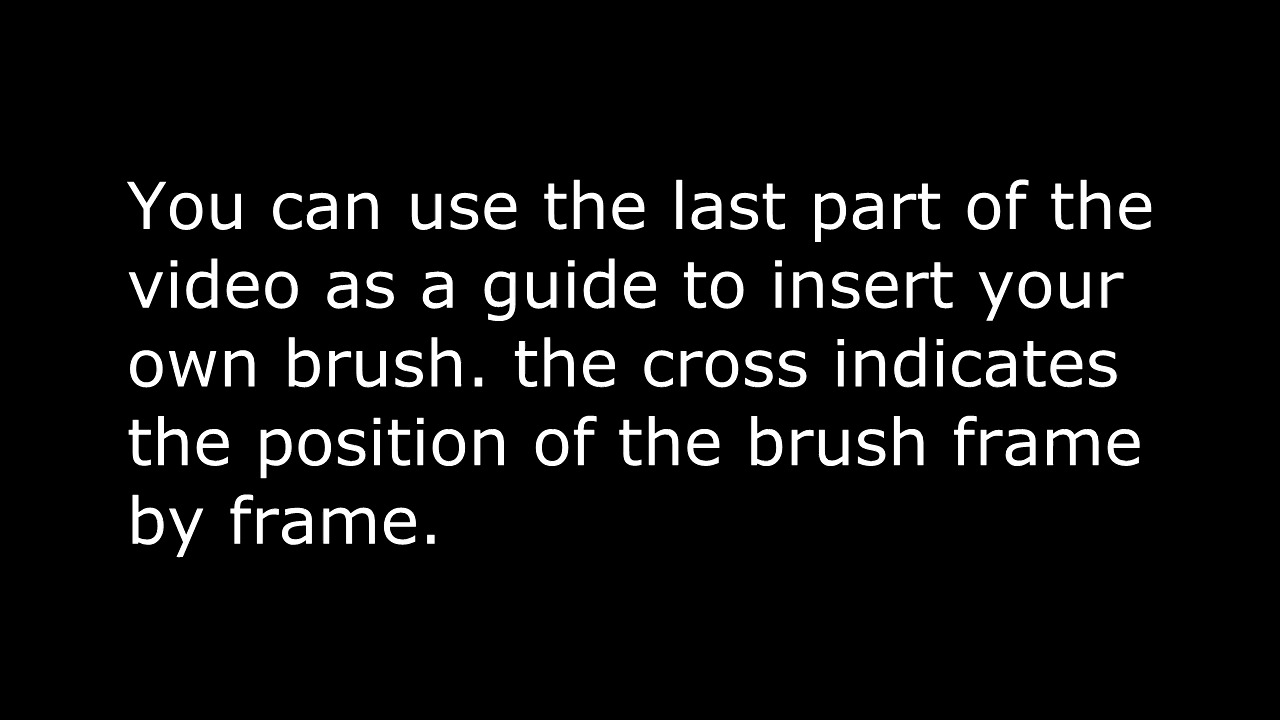 You can use the last part of the
video as a guide to insert your
own brush. the cross indicates
the position of the brush frame
by frame.